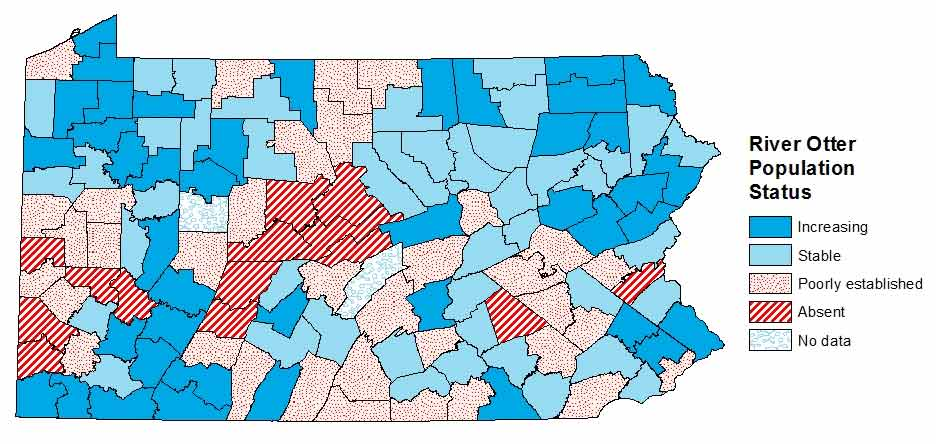 River Otter
Population
Status
Increasing
Stable
Poorly established
Absent
No data